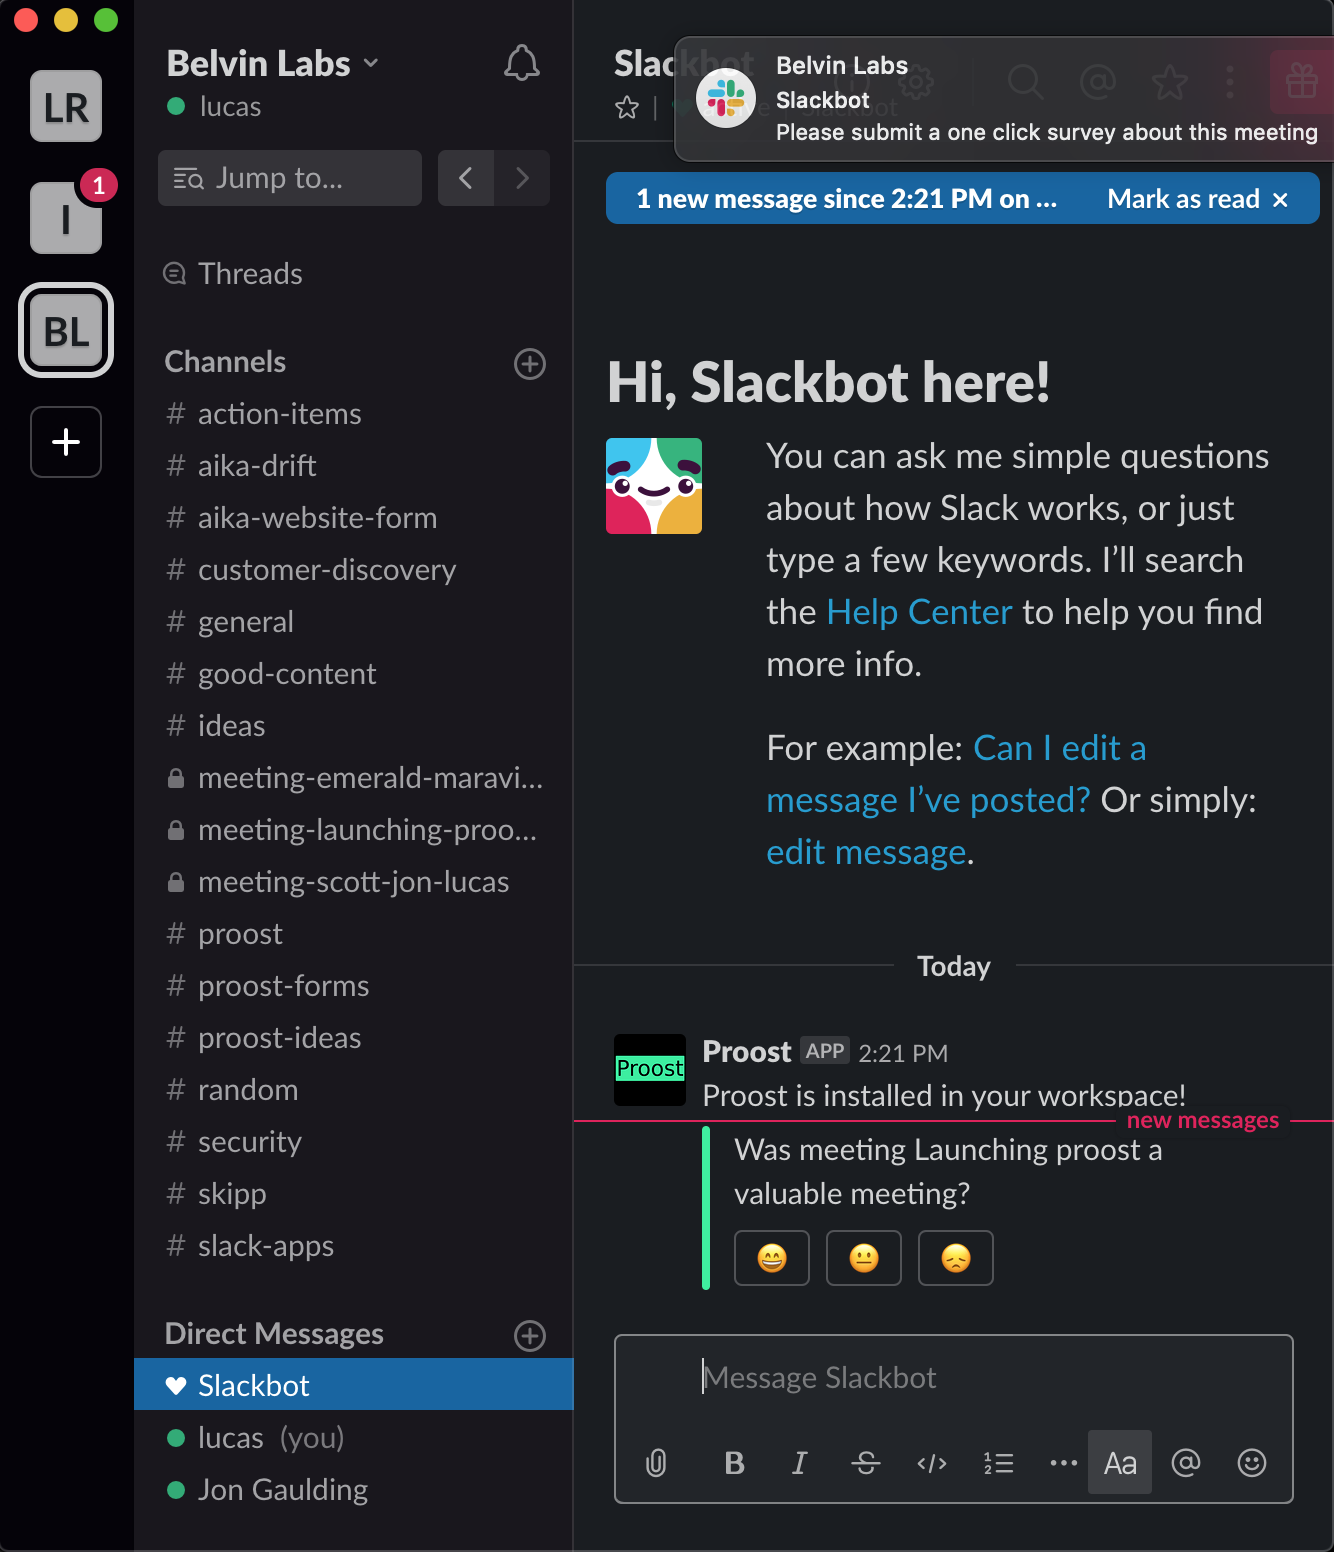 LR
1
I
BL
Belvin Labs
lucas
Jump to...
Threads
Channels
# action-items
# aika-drift
# aika-website-form
# customer-discovery
# general
# good-content
# ideas
meeting-emerald-maravi...
meeting-launching-proo...
meeting-scott-jon-lucas
# proost
# proost-forms
# proost-ideas
# random
# security
# skipp
# slack-apps
Direct Messages
Slackbot
lucas (you)
Jon Gaulding
Slackbot
Belvin Labs
Slackbot
Please submit a one click survey about this meeting
1 new message since 2:21 PM on ... Mark as read ×
Hi, Slackbot here!
You can ask me simple questions
about how Slack works, or just
type a few keywords. I’ll search
the Help Center to help you find
more info.
For example: Can I edit a
message I’ve posted? Or simply:
edit message.
Today
Proost
Proost APP 2:21 PM
Proost is installed in your workspace!
new messages
Was meeting Launching proost a
valuable meeting?
Message Slackbot
B I S </> Aa @